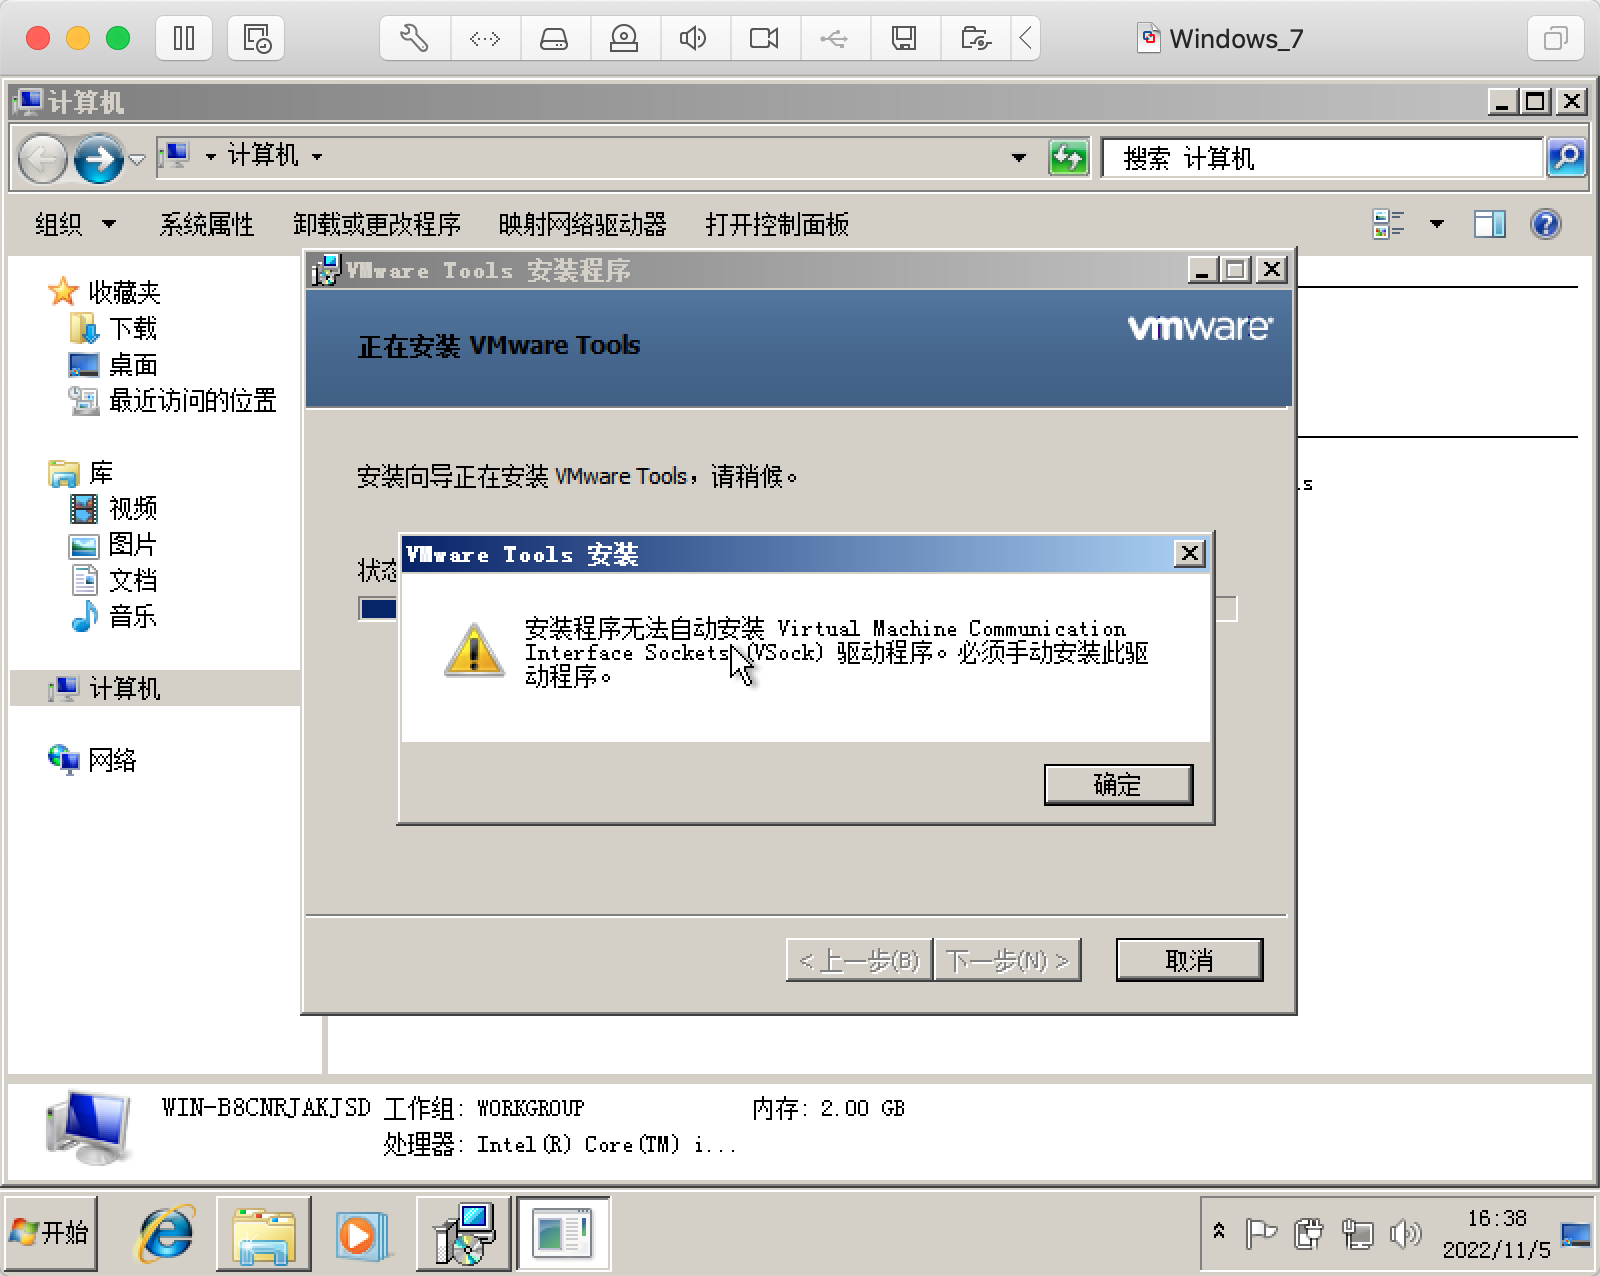 Windows_7
计算机
计算机
搜索 计算机
组织
系统属性
卸载或更改程序
映射网络驱动器
打开控制面板
收藏夹
下载
桌面
最近访问的位置
库
视频
图片
文档
音乐
计算机
网络
VMware Tools 安装程序
正在安装 VMware Tools
vmware
安装向导正在安装 VMware Tools，请稍候。
状态
VMware Tools 安装
安装程序无法自动安装 Virtual Machine Communication
Interface Sockets (VSock) 驱动程序。必须手动安装此驱
动程序。
确定
< 上一步(B)
下一步(N) >
取消
s
WIN-B8CNRJAKJSD 工作组: WORKGROUP
内存: 2.00 GB
处理器: Intel(R) Core(TM) i...
开始
16:38
2022/11/5